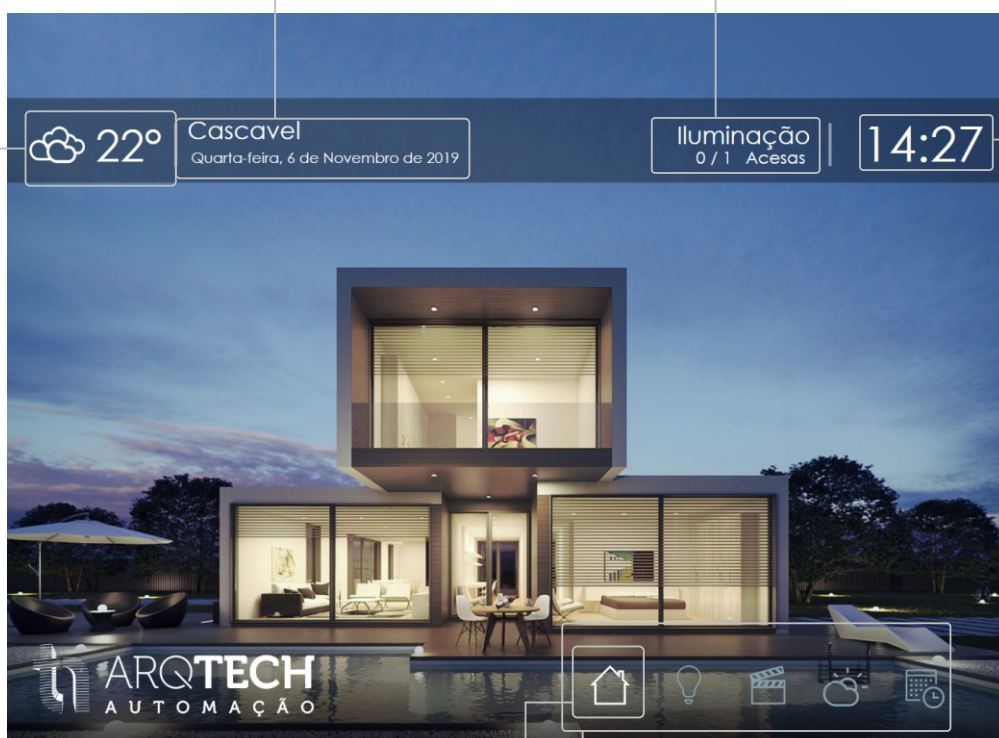 22°
Cascavel
Quarta-feira, 6 de Novembro de 2019
Iluminação
0 / 1 Acesas
14:27
ARQTECH
AUTOMAÇÃO